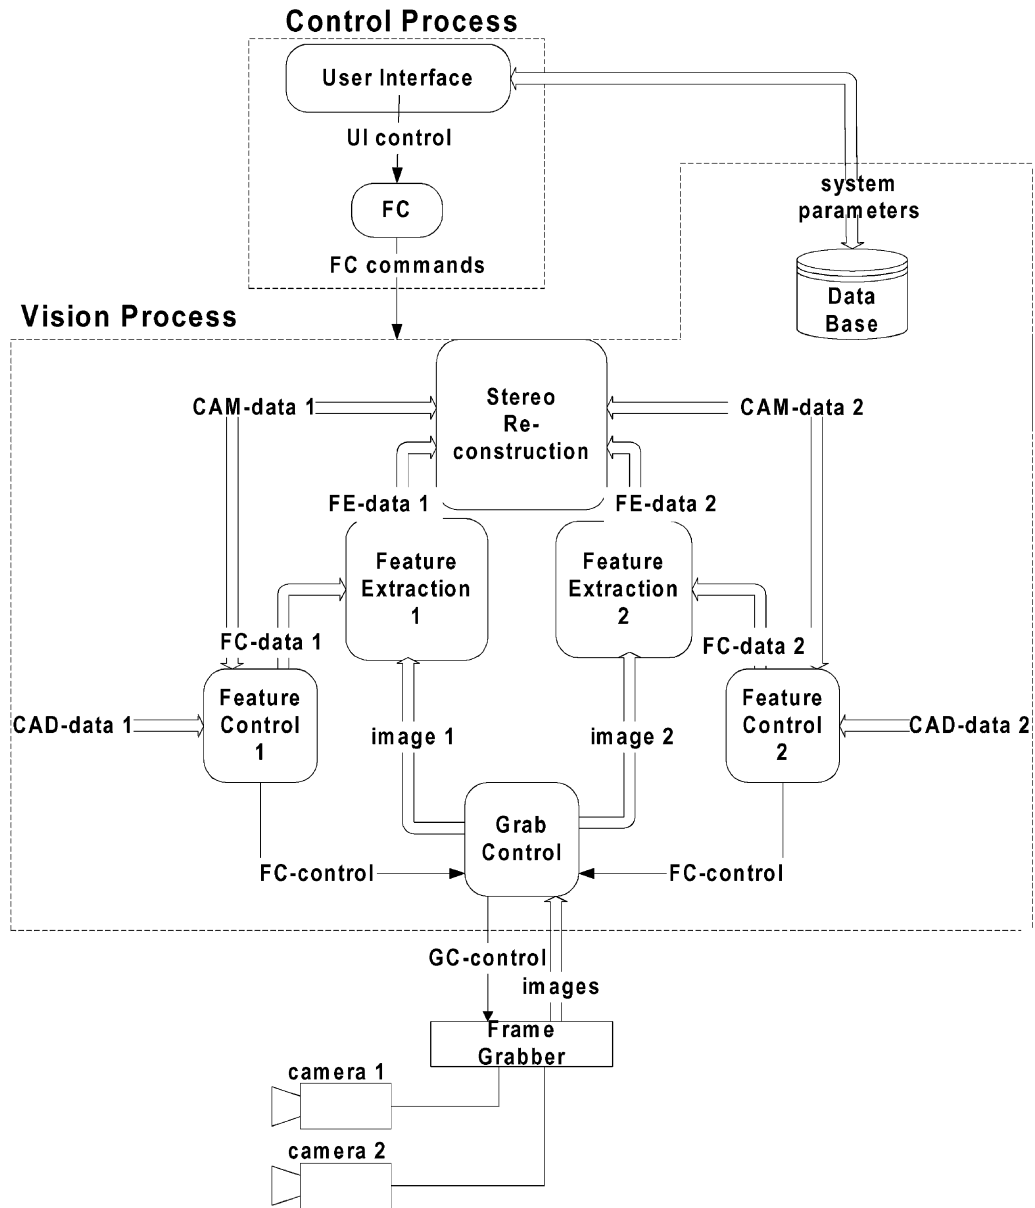 Control Process
User Interface
UI control
FC
FC commands
system
parameters
Data
Base
Vision Process
CAM-data 1
Stereo
Re-
construction
CAM-data 2
FE-data 1
FE-data 2
Feature
Extraction
1
Feature
Extraction
2
FC-data 1
FC-data 2
CAD-data 1
Feature
Control
1
image 1
image 2
Feature
Control
2
CAD-data 2
Grab
Control
FC-control
FC-control
GC-control
images
Frame
Grabber
camera 1
camera 2